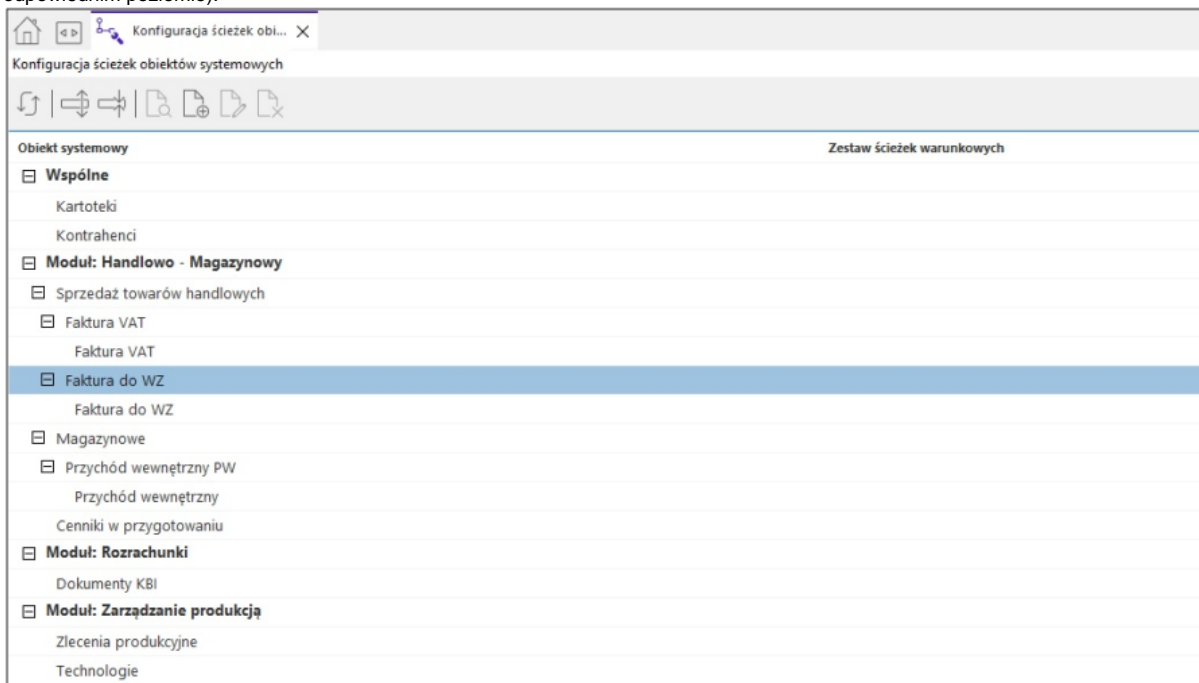 odpowiednim poziomie).
Konfiguracja ścieżek obi...
Konfiguracja ścieżek obiektów systemowych
Obiekt systemowy Zestaw ścieżek warunkowych
Wspólne
Kartoteki
Kontrahenci
Moduł: Handlowo - Magazynowy
Sprzedaż towarów handlowych
Faktura VAT
Faktura VAT
Faktura do WZ
Faktura do WZ
Magazynowe
Przychód wewnętrzny PW
Przychód wewnętrzny
Cenniki w przygotowaniu
Moduł: Rozrachunki
Dokumenty KBI
Moduł: Zarządzanie produkcją
Zlecenia produkcyjne
Technologie